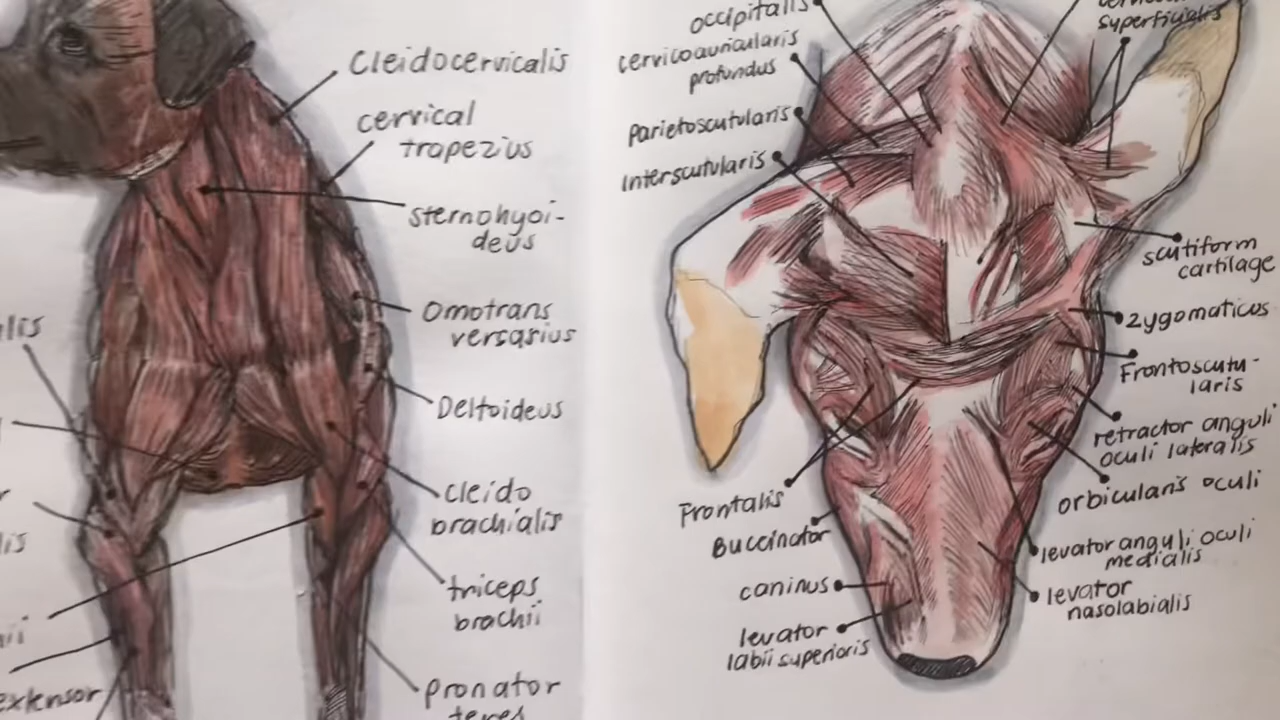 Cleidocervicalis
cervical
trapezius
sternohyoi-
deus
Omotrans
versarius
Deltoideus
cleido
brachialis
triceps
brachii
pronator
teres
extensor
occipitalis
cervicoauricularis
profundus
parietoscutularis
Interscutularis
Frontalis
Buccinator
caninus
levator
labii superioris
superficialis
scutiform
cartilage
zygomaticus
Frontoscutu-
laris
retractor anguli
oculi lateralis
orbicularis oculi
levator anguli oculi
medialis
levator
nasolabialis